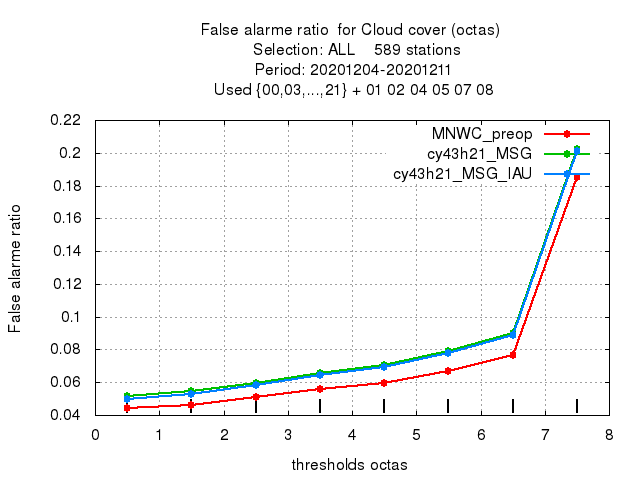 False alarme ratio  for Cloud cover (octas)
Selection: ALL    589 stations
Period: 20201204-20201211
Used {00,03,...,21} + 01 02 04 05 07 08
MNWC_preop
cy43h21_MSG
cy43h21_MSG_IAU
False alarme ratio
0.22
0.2
0.18
0.16
0.14
0.12
0.1
0.08
0.06
0.04
0 1 2 3 4 5 6 7 8
thresholds octas